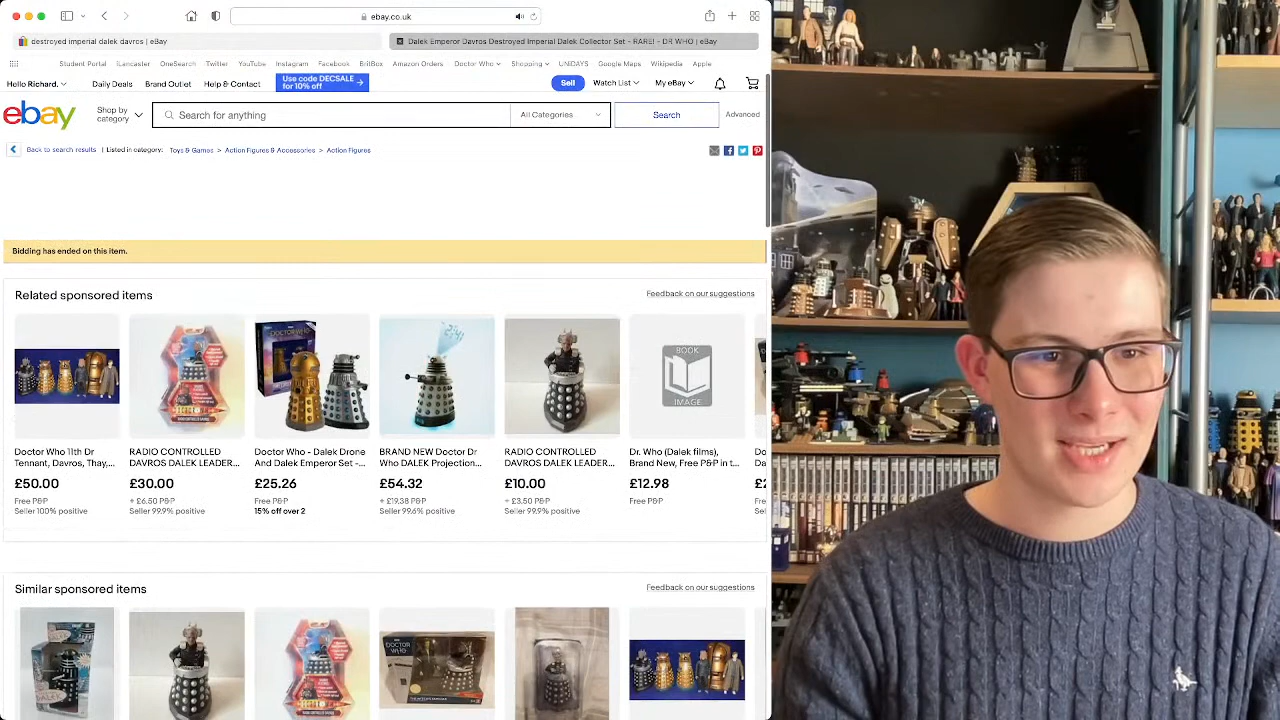 ebay.co.uk
destroyed imperial dalek davros | eBay
Dalek Emperor Davros Destroyed Imperial Dalek Collector Set - RARE! - DR WHO | eBay
Student Portal iLancaster OneSearch Twitter YouTube Instagram Facebook BritBox Amazon Orders Doctor Who Shopping UNiDAYS Google Maps Wikipedia Apple
Hello Richard. Daily Deals Brand Outlet Help & Contact Use code DECSALE for 10% off Sell Watch List My eBay
ebay Shop by category Search for anything All Categories Search Advanced
Back to search results | Listed in category: Toys & Games > Action Figures & Accessories > Action Figures
Bidding has ended on this item.
Related sponsored items Feedback on our suggestions
BOOK
IMAGE
Doctor Who 11th Dr Tennant, Davros, Thay,...
£50.00
Free P&P
Seller 100% positive
RADIO CONTROLLED DAVROS DALEK LEADER...
£30.00
+ £6.50 P&P
Seller 99.9% positive
Doctor Who - Dalek Drone And Dalek Emperor Set -...
£25.26
Free P&P
15% off over 2
BRAND NEW Doctor Dr Who DALEK Projection...
£54.32
+ £19.38 P&P
Seller 99.6% positive
RADIO CONTROLLED DAVROS DALEK LEADER...
£10.00
+ £3.50 P&P
Seller 99.9% positive
Dr. Who (Dalek films), Brand New, Free P&P in t...
£12.98
Free P&P
Similar sponsored items Feedback on our suggestions